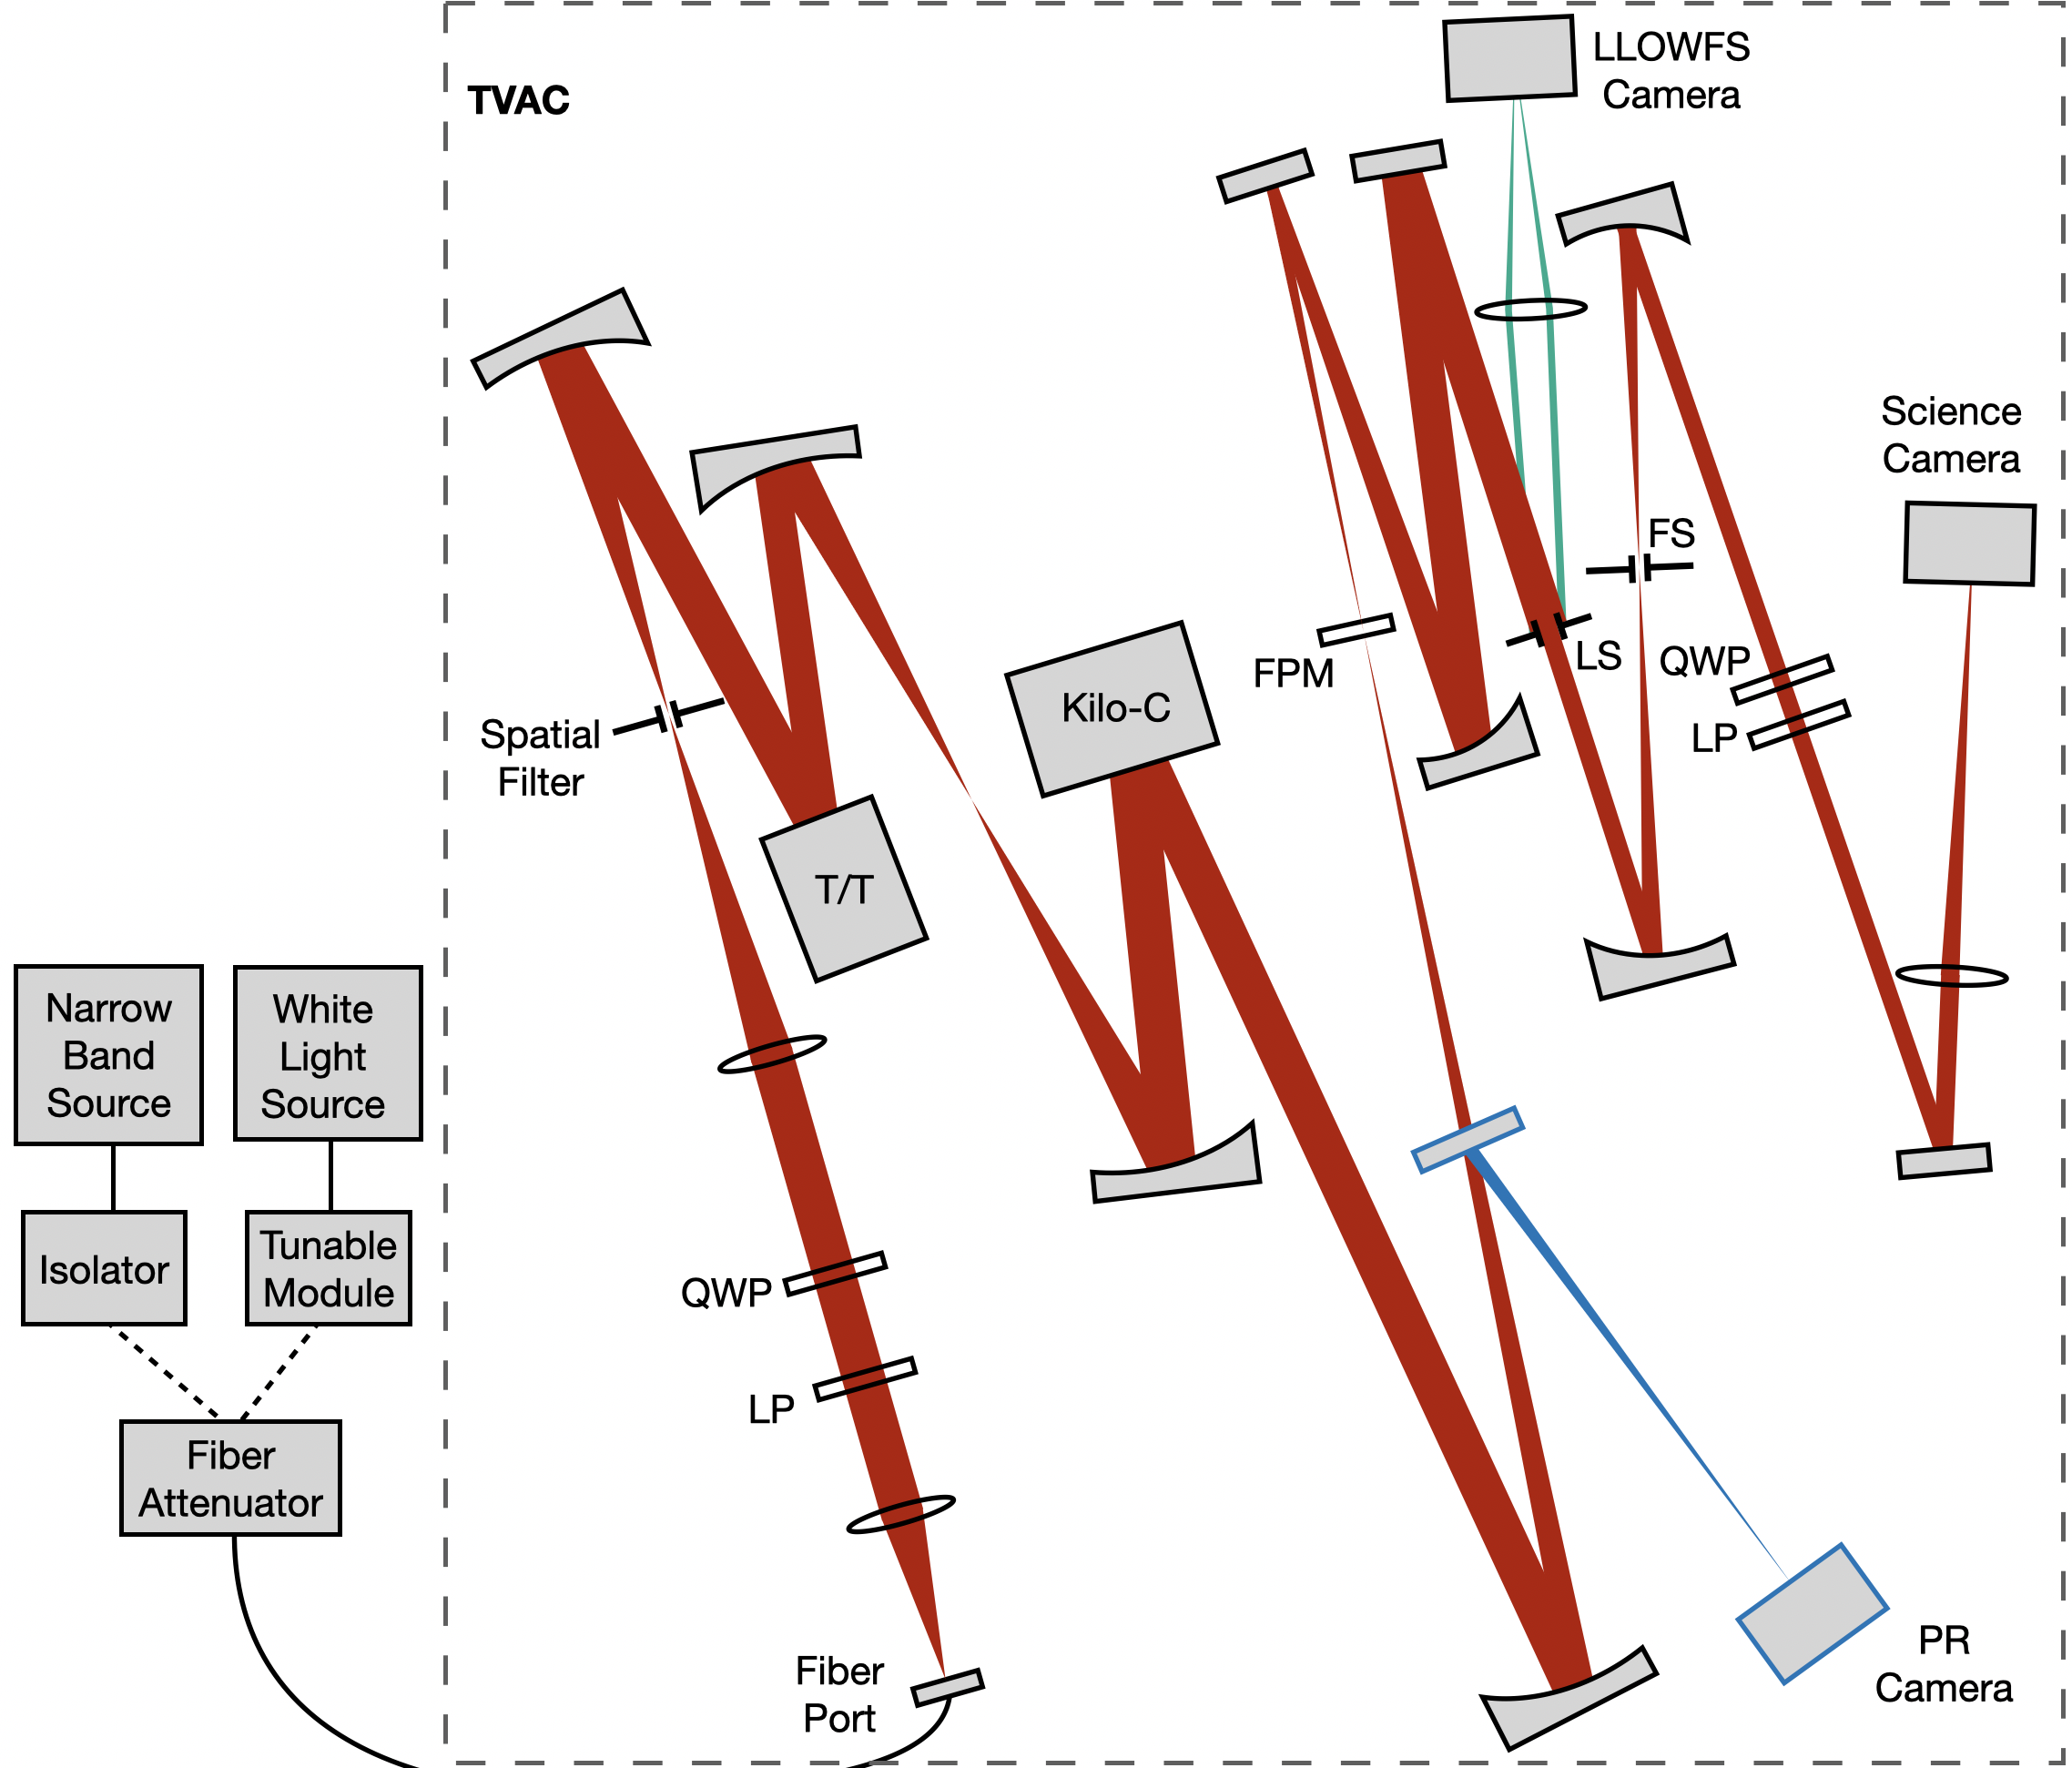 TVAC
LLOWFS
Camera
Science
Camera
FS
LS
QWP
LP
FPM
Kilo-C
Spatial
Filter
T/T
Narrow
Band
Source
White
Light
Source
Isolator
Tunable
Module
QWP
LP
Fiber
Attenuator
Fiber
Port
PR
Camera